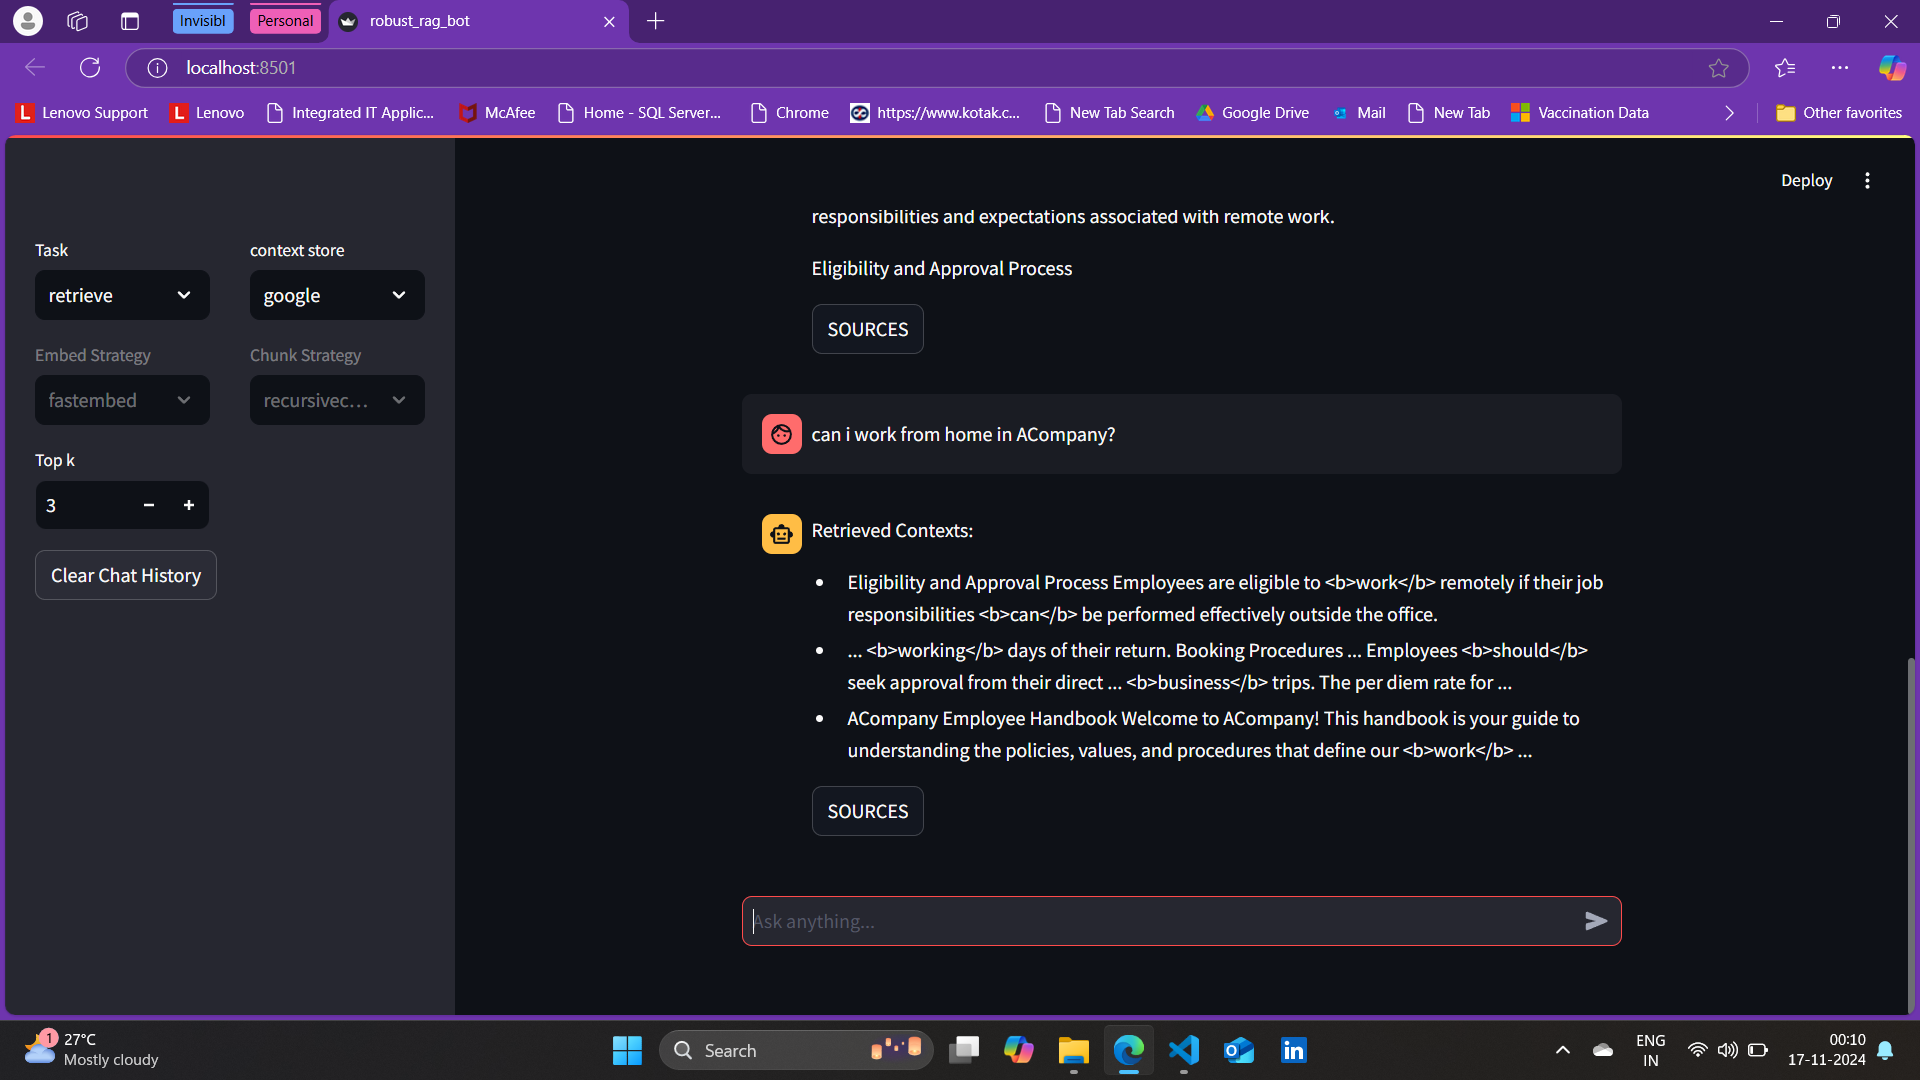 Invisibl
Personal
robust_rag_bot
localhost:8501
Lenovo Support
Lenovo
Integrated IT Applic...
McAfee
Home - SQL Server...
Chrome
https://www.kotak.c...
New Tab Search
Google Drive
Mail
New Tab
Vaccination Data
Other favorites
Deploy
Task
context store
retrieve
google
Embed Strategy
Chunk Strategy
fastembed
recursivec...
Top k
3
Clear Chat History
responsibilities and expectations associated with remote work.
Eligibility and Approval Process
SOURCES
can i work from home in ACompany?
Retrieved Contexts:
Eligibility and Approval Process Employees are eligible to <b>work</b> remotely if their job
responsibilities <b>can</b> be performed effectively outside the office.
... <b>working</b> days of their return. Booking Procedures ... Employees <b>should</b>
seek approval from their direct ... <b>business</b> trips. The per diem rate for ...
ACompany Employee Handbook Welcome to ACompany! This handbook is your guide to
understanding the policies, values, and procedures that define our <b>work</b> ...
SOURCES
Ask anything...
1
27°C
Mostly cloudy
Search
ENG
IN
00:10
17-11-2024